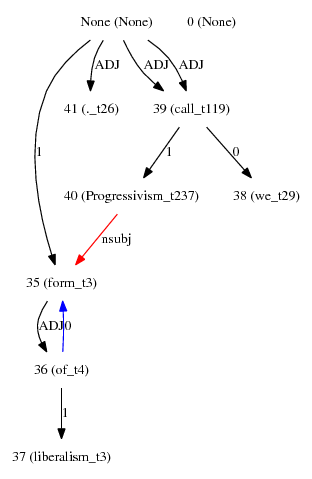 None (None) 0 (None)
ADJ ADJ ADJ
41 (._t26) 39 (call_t119)
1 1 0
40 (Progressivism_t237) 38 (we_t29)
nsubj
35 (form_t3)
ADJ 0
36 (of_t4)
1
37 (liberalism_t3)